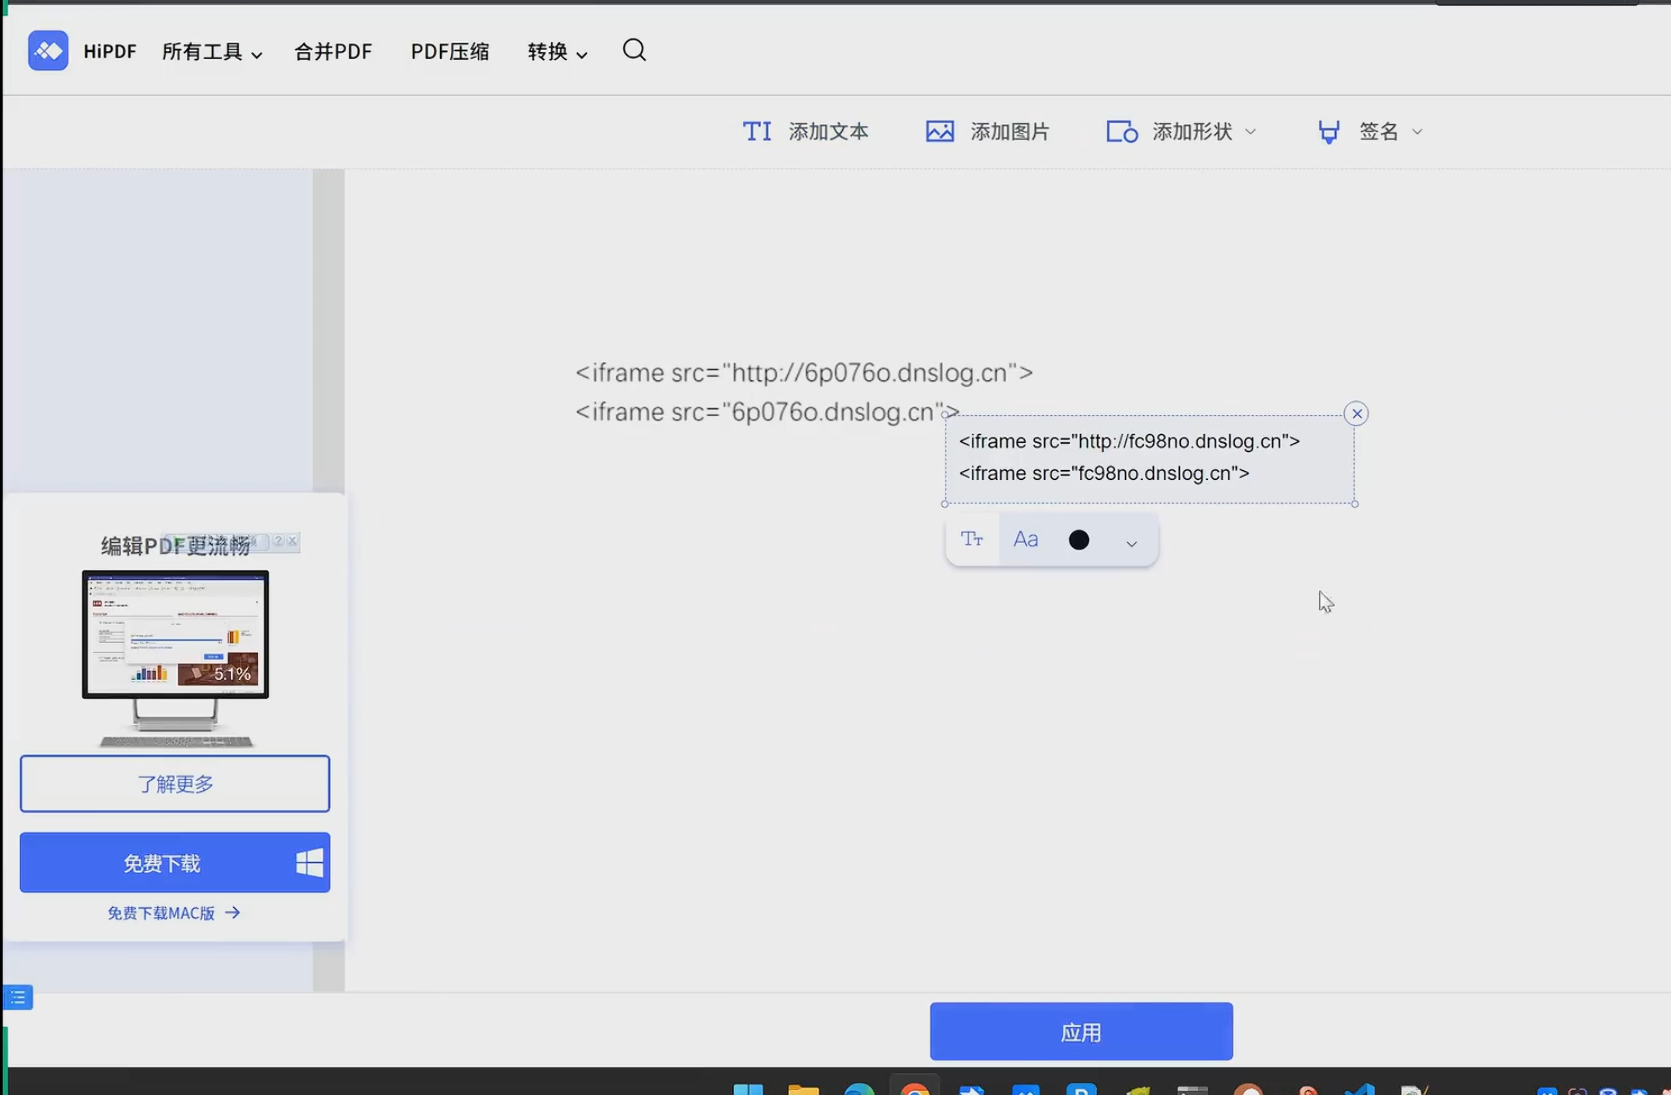 HiPDF 所有工具 合并PDF PDF压缩 转换
添加文本 添加图片 添加形状 签名
<iframe src="http://6p076o.dnslog.cn">
<iframe src="6p076o.dnslog.cn">
<iframe src="http://fc98no.dnslog.cn">
<iframe src="fc98no.dnslog.cn">
Tт Aa
编辑PDF更流畅
5.1%
了解更多
免费下载
免费下载MAC版
应用